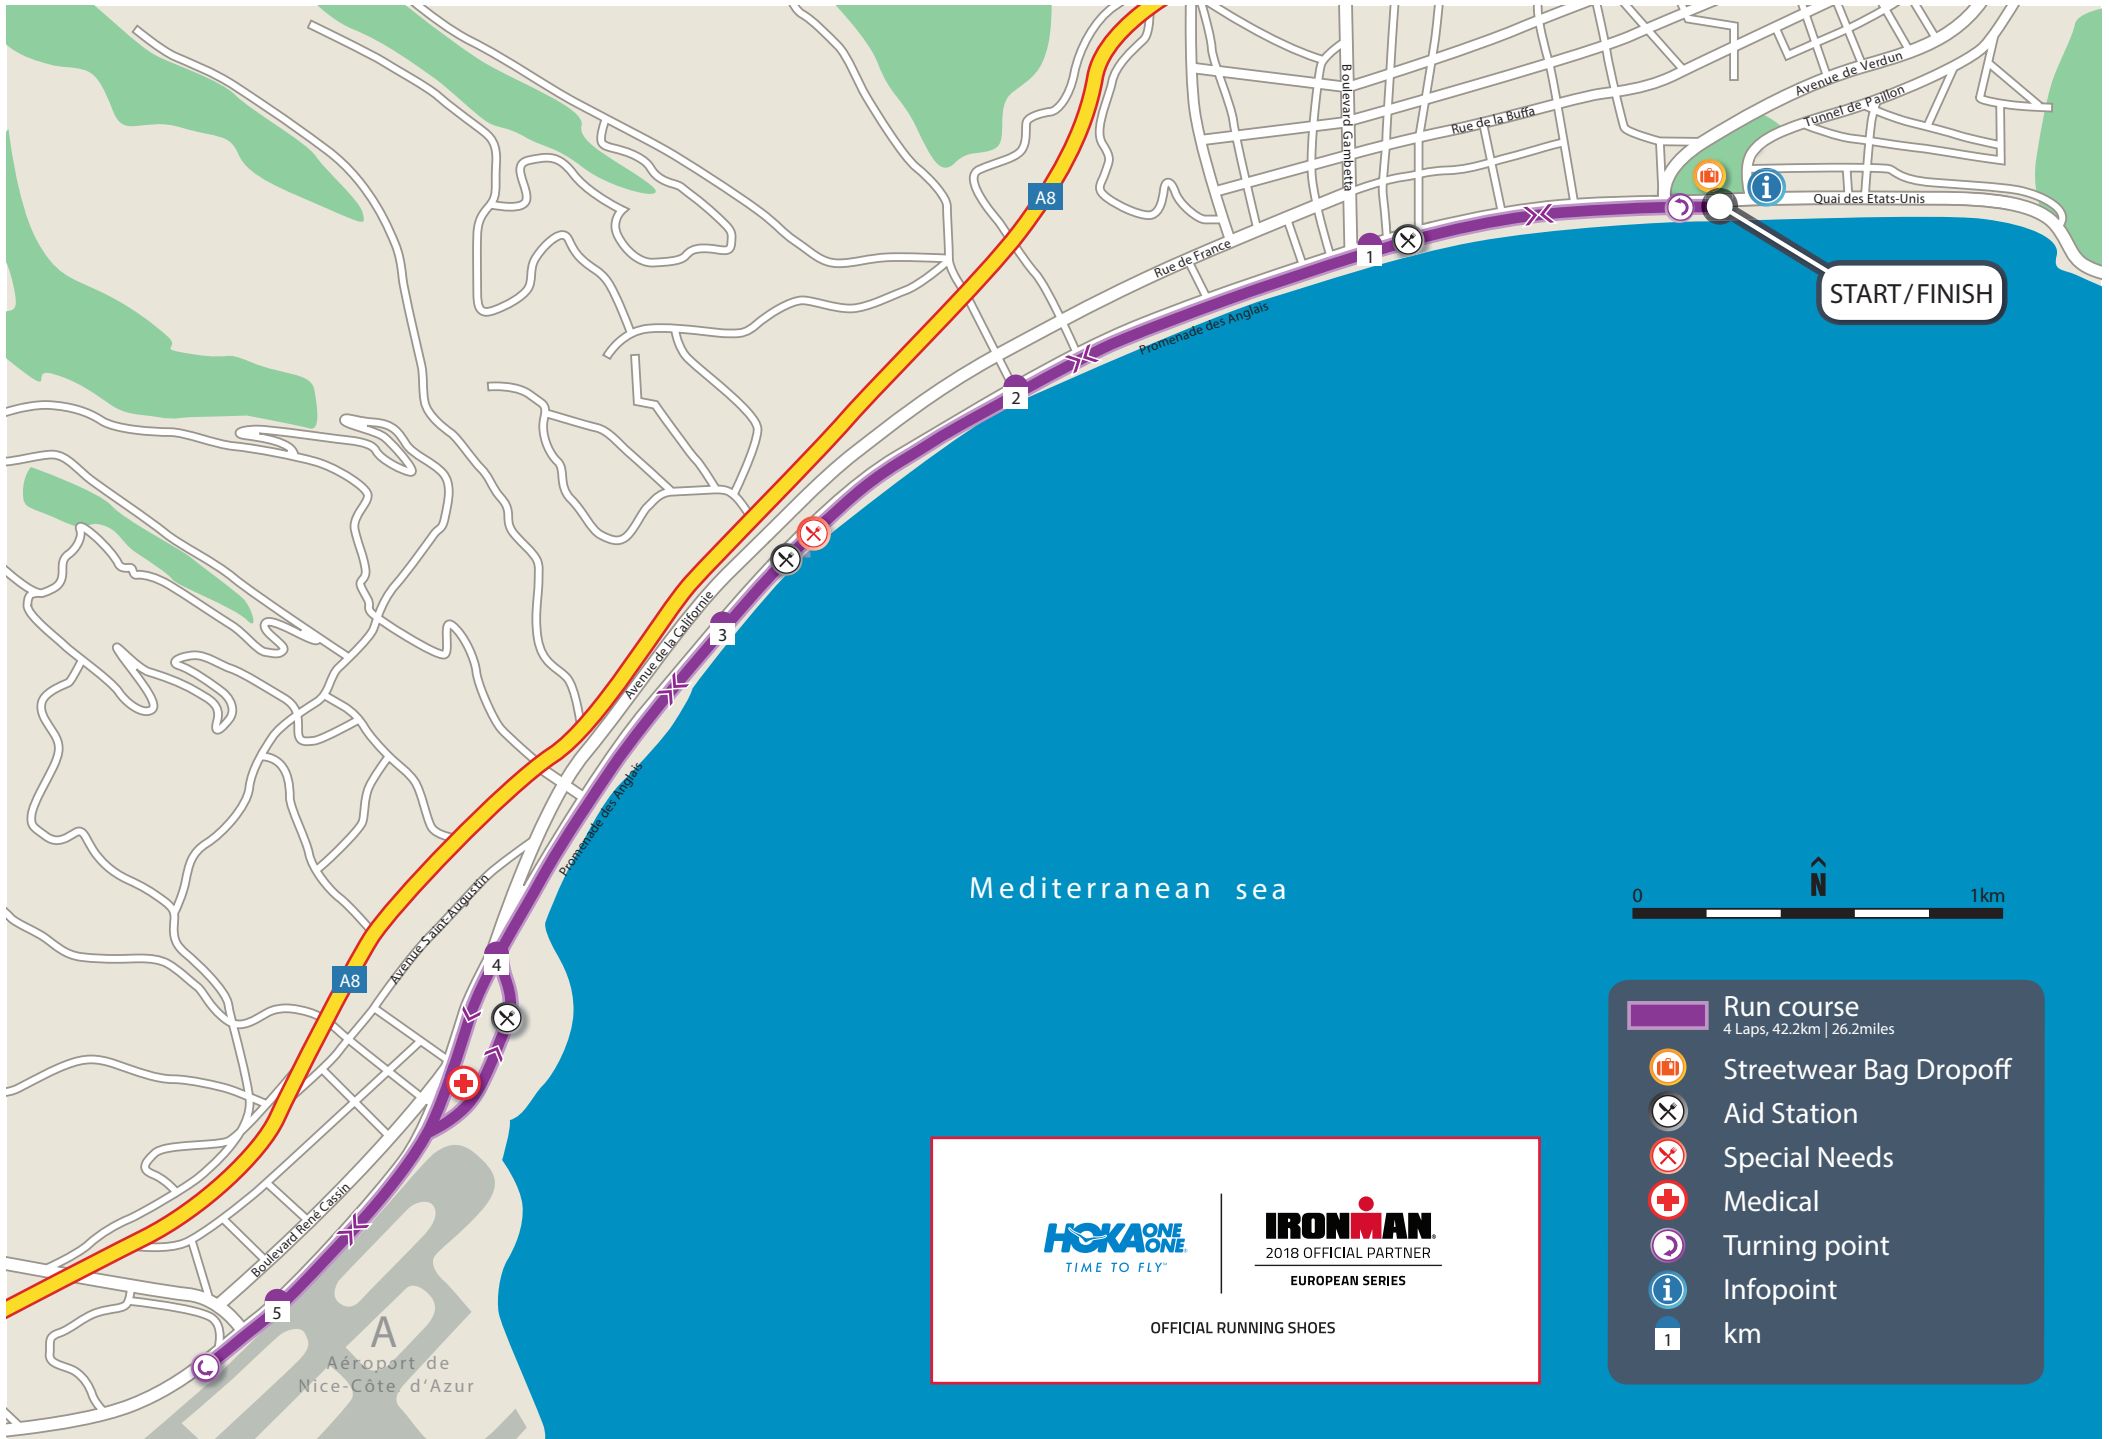 Boulevard Gambetta
Rue de la Buffa
Avenue de Verdun
Tunnel de Paillon
A8
Quai des Etats-Unis
START/FINISH
Rue de France
1
Promenade des Anglais
2
3
Avenue de la Californie
Promenade des Anglais
Avenue Saint-Augustin
A8
4
Boulevard René Cassin
5
A
Aéroport de
Nice-Côte d'Azur
Mediterranean sea
N
0 1km
Run course
4 Laps, 42.2km | 26.2miles
Streetwear Bag Dropoff
Aid Station
Special Needs
Medical
Turning point
i Infopoint
1 km
i
HOKA ONE ONE
TIME TO FLY™
IRONMAN®
2018 OFFICIAL PARTNER
EUROPEAN SERIES
OFFICIAL RUNNING SHOES